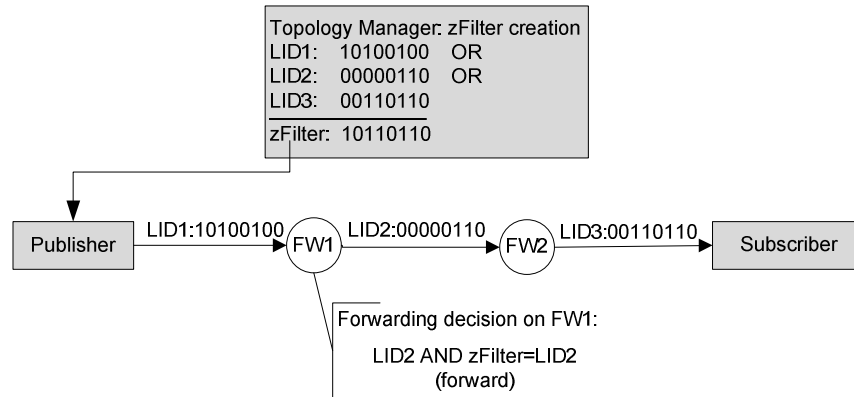 Topology Manager: zFilter creation
LID1: 10100100 OR
LID2: 00000110 OR
LID3: 00110110
zFilter: 10110110
Publisher
LID1:10100100
FW1
LID2:00000110
FW2
LID3:00110110
Subscriber
Forwarding decision on FW1:
LID2 AND zFilter=LID2
(forward)